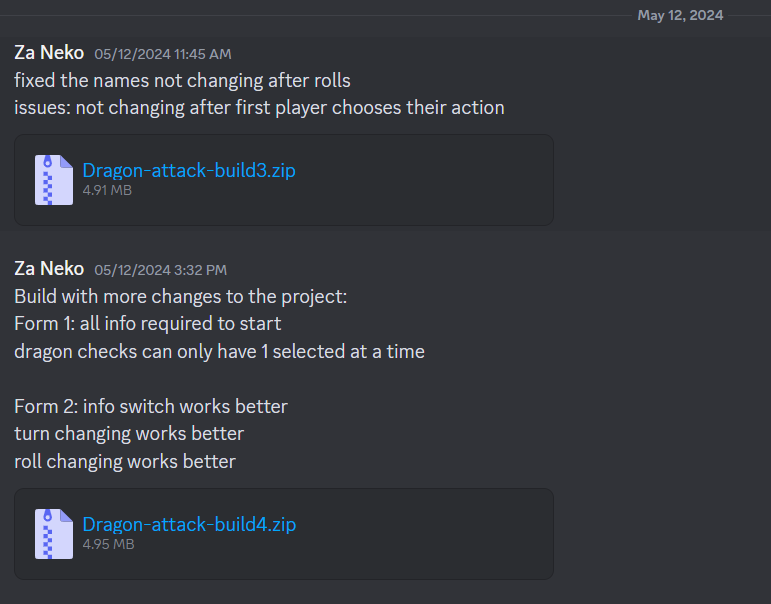 May 12, 2024
Za Neko 05/12/2024 11:45 AM
fixed the names not changing after rolls
issues: not changing after first player chooses their action
Dragon-attack-build3.zip
4.91 MB
Za Neko 05/12/2024 3:32 PM
Build with more changes to the project:
Form 1: all info required to start
dragon checks can only have 1 selected at a time
Form 2: info switch works better
turn changing works better
roll changing works better
Dragon-attack-build4.zip
4.95 MB